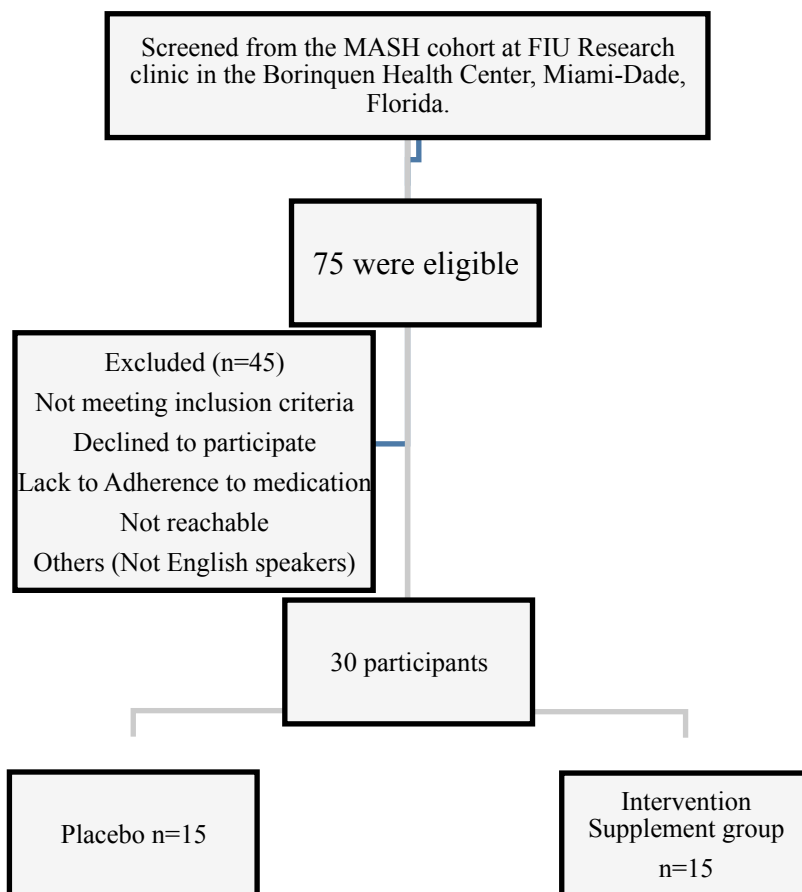 Screened from the MASH cohort at FIU Research
clinic in the Borinquen Health Center, Miami-Dade,
Florida.
75 were eligible
Excluded (n=45)
Not meeting inclusion criteria
Declined to participate
Lack to Adherence to medication
Not reachable
Others (Not English speakers)
30 participants
Placebo n=15
Intervention
Supplement group
n=15